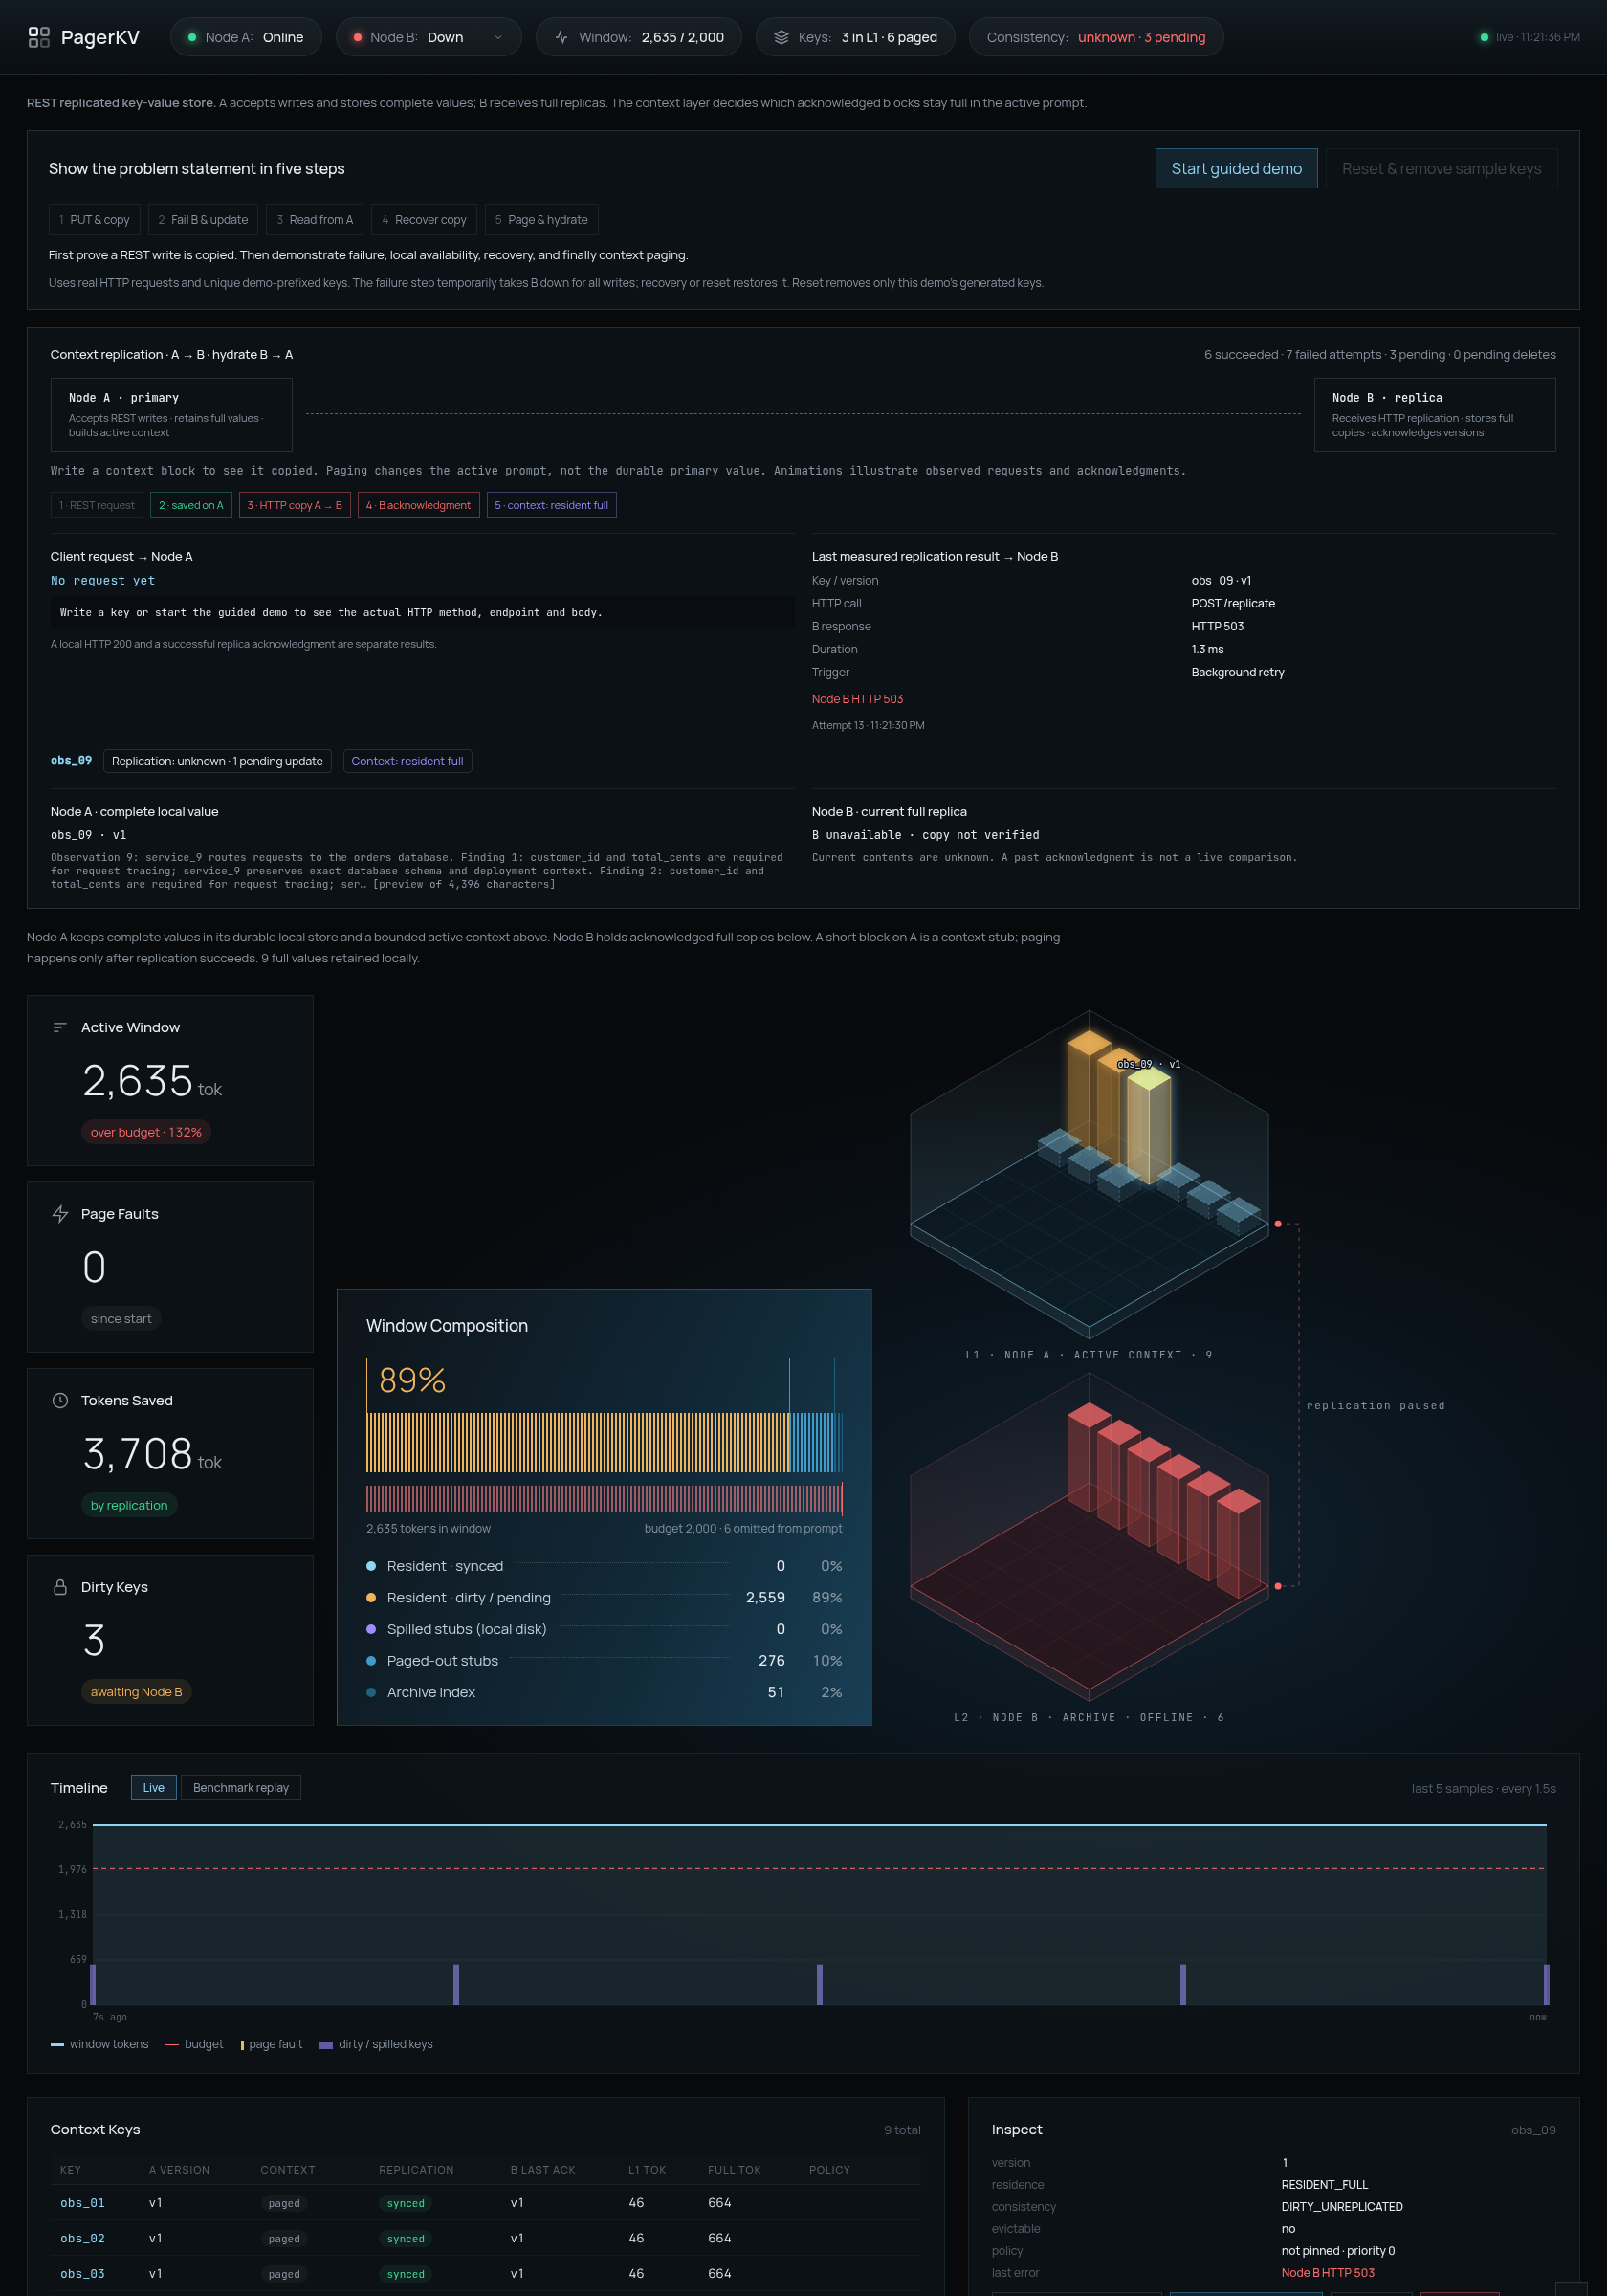 PagerKV
Node A: Online
Node B: Down
Window: 2,635 / 2,000
Keys: 3 in L1 · 6 paged
Consistency: unknown · 3 pending
live · 11:21:36 PM
REST replicated key-value store. A accepts writes and stores complete values; B receives full replicas. The context layer decides which acknowledged blocks stay full in the active prompt.
Show the problem statement in five steps
Start guided demo
Reset & remove sample keys
1 PUT & copy
2 Fail B & update
3 Read from A
4 Recover copy
5 Page & hydrate
First prove a REST write is copied. Then demonstrate failure, local availability, recovery, and finally context paging.
Uses real HTTP requests and unique demo-prefixed keys. The failure step temporarily takes B down for all writes; recovery or reset restores it. Reset removes only this demo's generated keys.
Context replication · A → B · hydrate B → A
6 succeeded · 7 failed attempts · 3 pending · 0 pending deletes
Node A · primary
Accepts REST writes · retains full values ·
builds active context
Node B · replica
Receives HTTP replication · stores full
copies · acknowledges versions
Write a context block to see it copied. Paging changes the active prompt, not the durable primary value. Animations illustrate observed requests and acknowledgments.
1 · REST request
2 · saved on A
3 · HTTP copy A → B
4 · B acknowledgment
5 · context: resident full
Client request → Node A
No request yet
Write a key or start the guided demo to see the actual HTTP method, endpoint and body.
A local HTTP 200 and a successful replica acknowledgment are separate results.
Last measured replication result → Node B
Key / version obs_09 · v1
HTTP call POST /replicate
B response HTTP 503
Duration 1.3 ms
Trigger Background retry
Node B HTTP 503
Attempt 13 · 11:21:30 PM
obs_09
Replication: unknown · 1 pending update
Context: resident full
Node A · complete local value
obs_09 · v1
Observation 9: service_9 routes requests to the orders database. Finding 1: customer_id and total_cents are required
for request tracing; service_9 preserves exact database schema and deployment context. Finding 2: customer_id and
total_cents are required for request tracing; ser… [preview of 4,396 characters]
Node B · current full replica
B unavailable · copy not verified
Current contents are unknown. A past acknowledgment is not a live comparison.
Node A keeps complete values in its durable local store and a bounded active context above. Node B holds acknowledged full copies below. A short block on A is a context stub; paging
happens only after replication succeeds. 9 full values retained locally.
Active Window
2,635 tok
over budget · 132%
Page Faults
0
since start
Tokens Saved
3,708 tok
by replication
Dirty Keys
3
awaiting Node B
Window Composition
89%
2,635 tokens in window
budget 2,000 · 6 omitted from prompt
Resident · synced 0 0%
Resident · dirty / pending 2,559 89%
Spilled stubs (local disk) 0 0%
Paged-out stubs 276 10%
Archive index 51 2%
obs_09 · v1
L1 · NODE A · ACTIVE CONTEXT · 9
replication paused
L2 · NODE B · ARCHIVE · OFFLINE · 6
Timeline
Live
Benchmark replay
last 5 samples · every 1.5s
2,635
1,976
1,318
659
0
7s ago
now
window tokens
budget
page fault
dirty / spilled keys
Context Keys
9 total
KEY A VERSION CONTEXT REPLICATION B LAST ACK L1 TOK FULL TOK POLICY
obs_01 v1 paged synced v1 46 664
obs_02 v1 paged synced v1 46 664
obs_03 v1 paged synced v1 46 664
Inspect
obs_09
version 1
residence RESIDENT_FULL
consistency DIRTY_UNREPLICATED
evictable no
policy not pinned · priority 0
last error Node B HTTP 503